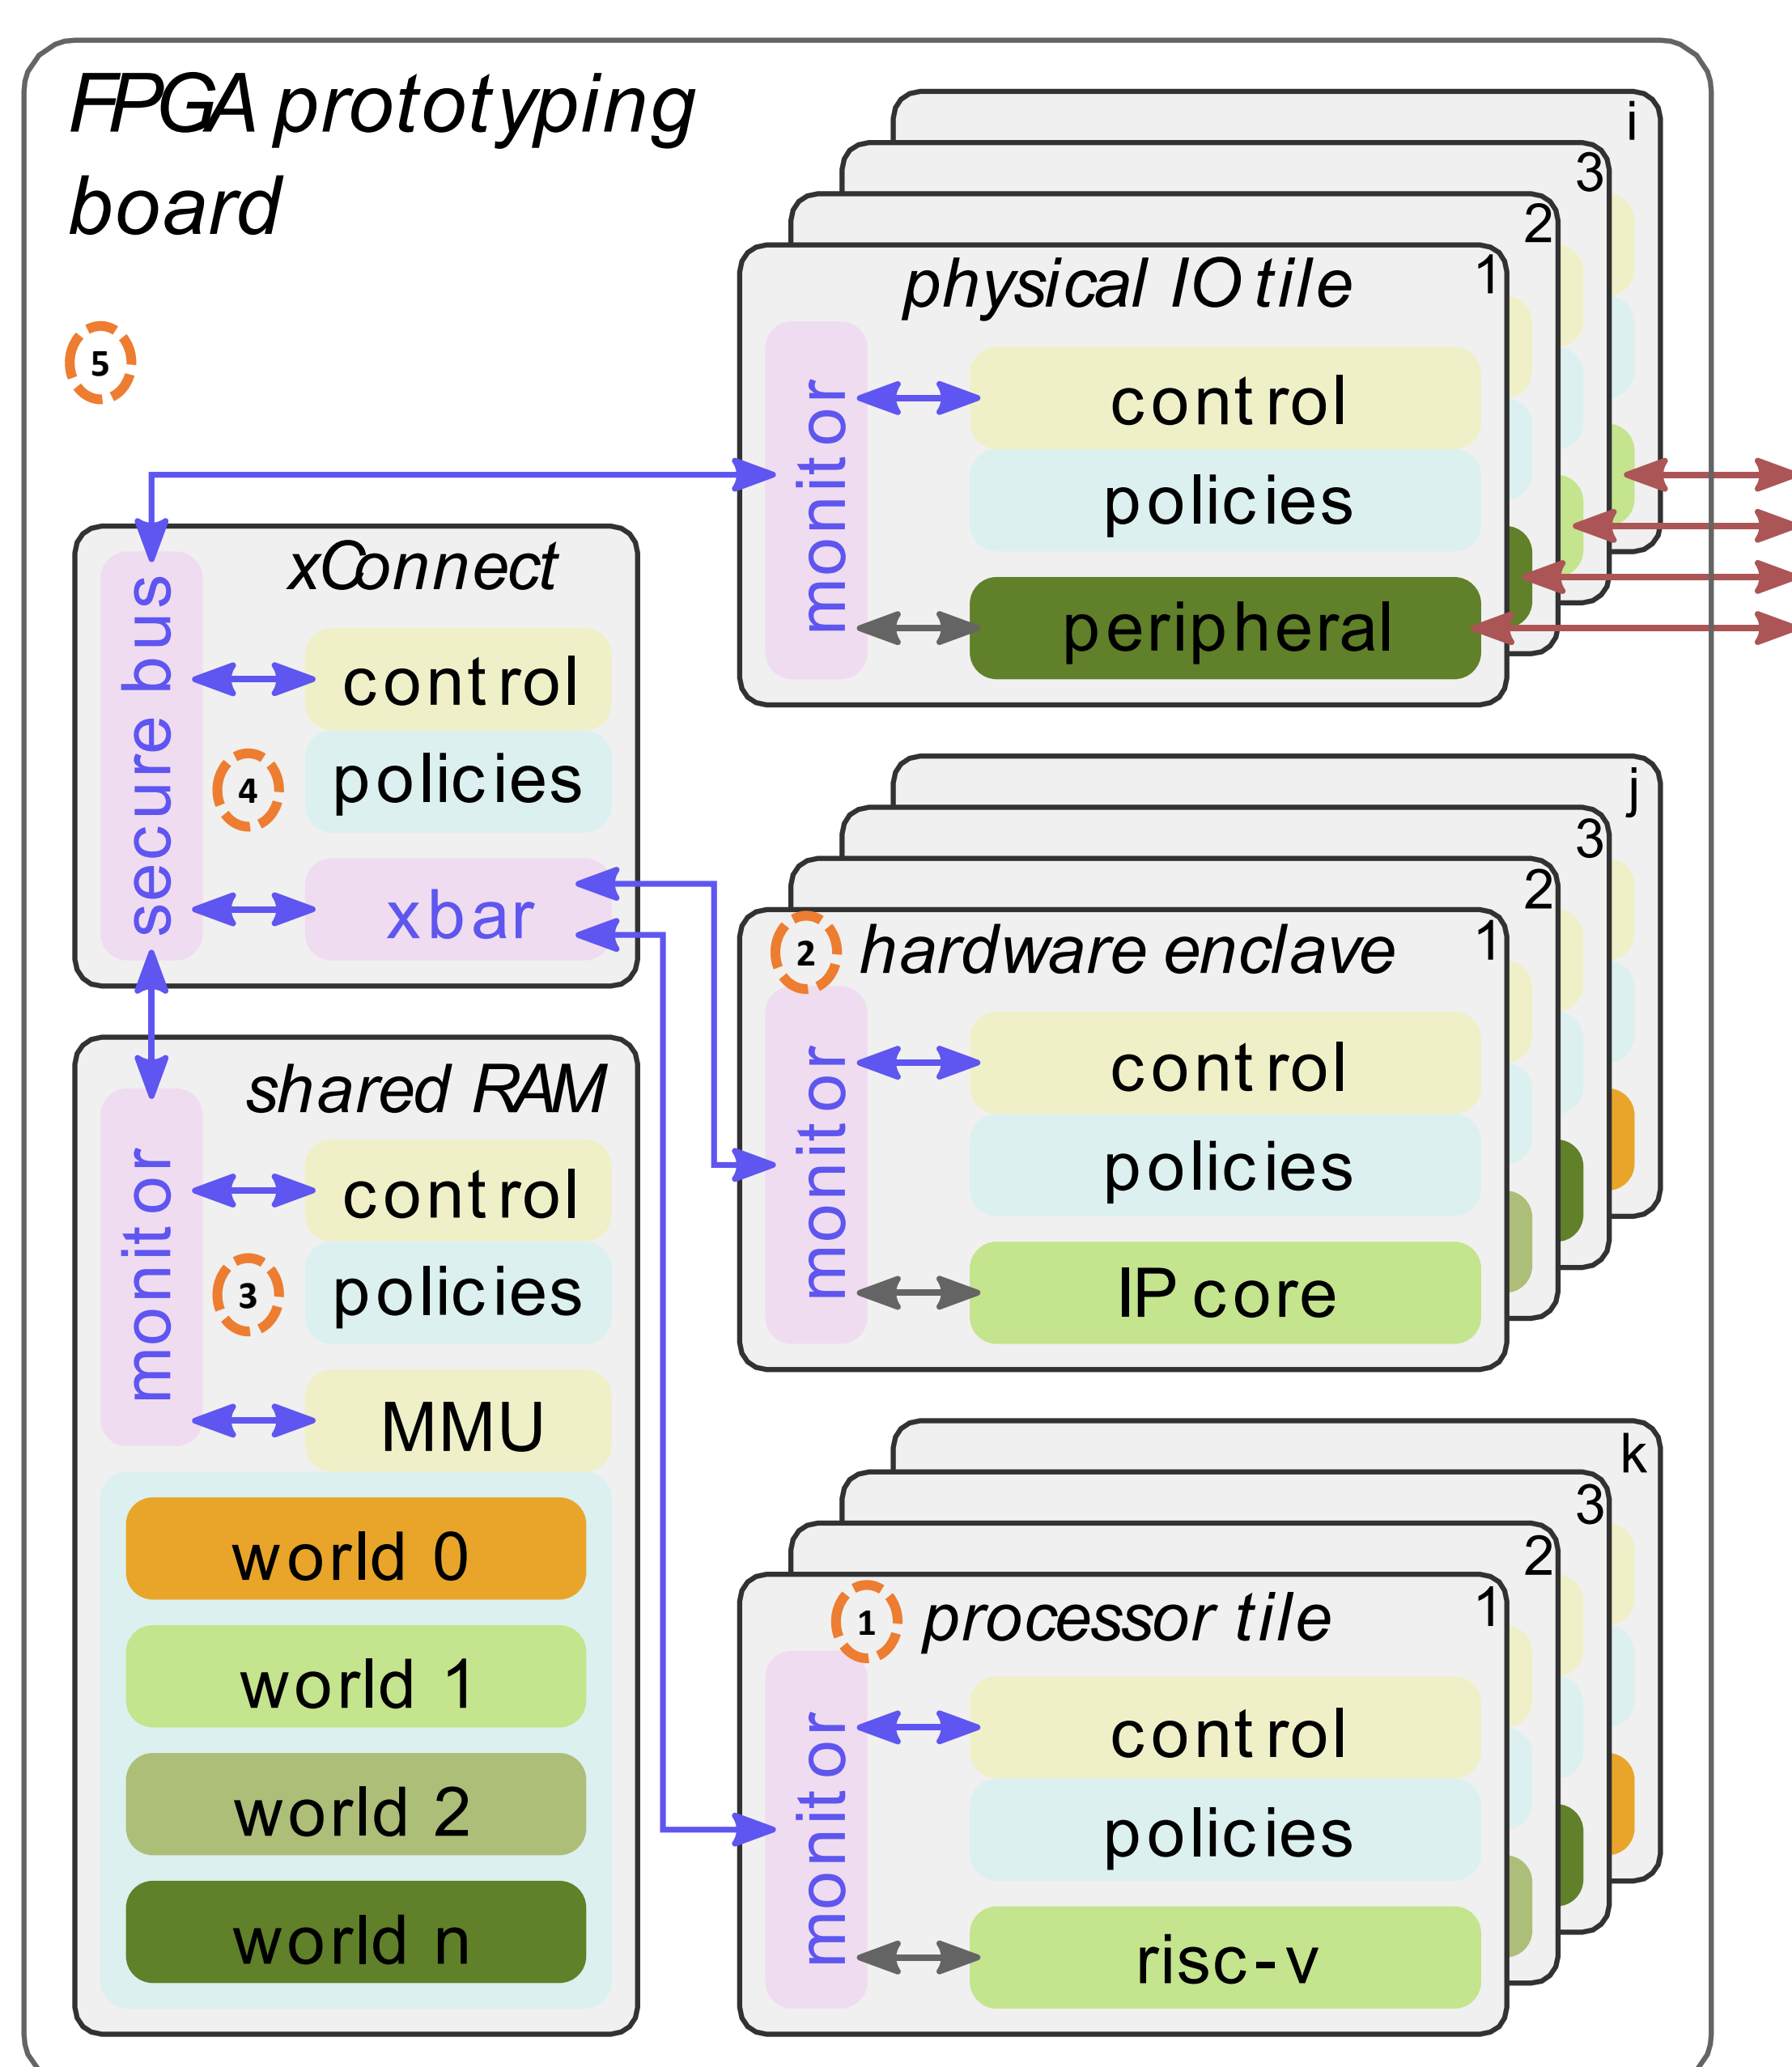 FPGA prototyping
board
5
xConnect
secure bus
control
4
policies
xbar
shared RAM
monitor
control
3
policies
MMU
world 0
world 1
world 2
world n
i
3
2
1
physical IO tile
monitor
control
policies
peripheral
j
3
2
1
2
hardware enclave
monitor
control
policies
IP core
k
3
2
1
1
processor tile
monitor
control
policies
risc-v